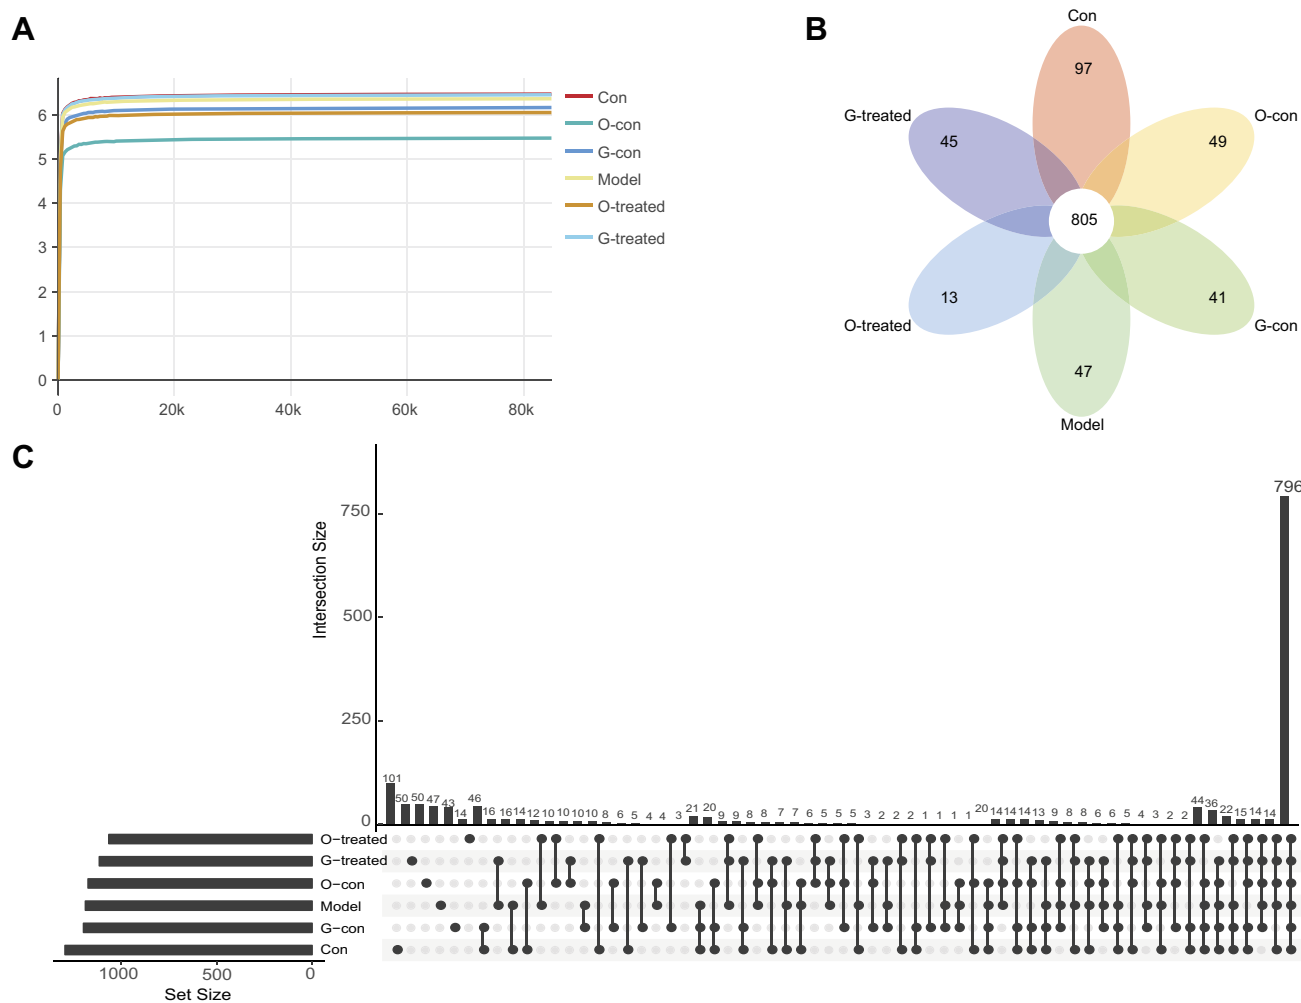 A
B
Con
O-con
G-con
Model
O-treated
G-treated
6
5
4
3
2
1
0
0
20k
40k
60k
80k
Con
97
G-treated
45
O-con
49
805
O-treated
13
G-con
41
47
Model
C
Intersection Size
750
500
250
0
101 50 50 47 43 14 46 16 16 14 12 10 10 10 10 8 6 5 4 4 3 21 20 9 9 8 8 7 7 6 5 5 5 3 2 2 2 1 1 1 1 20 14 14 14 13 9 8 8 6 6 5 4 3 2 2 44 36 22 15 14 14 796
O−treated
G−treated
O−con
Model
G−con
Con
1000
500
0
Set Size